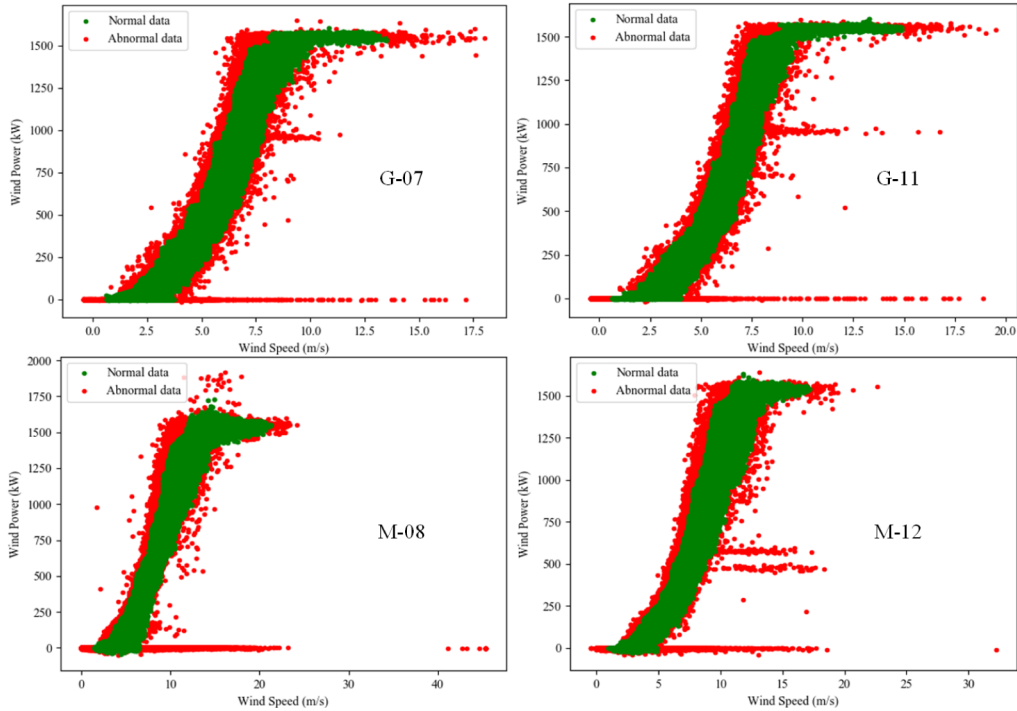 Normal data
Abnormal data
Wind Power (kW)
1500
1250
1000
750
500
250
0
G-07
0.0 2.5 5.0 7.5 10.0 12.5 15.0 17.5
Wind Speed (m/s)
Normal data
Abnormal data
Wind Power (kW)
1500
1250
1000
750
500
250
0
G-11
0.0 2.5 5.0 7.5 10.0 12.5 15.0 17.5 20.0
Wind Speed (m/s)
Normal data
Abnormal data
Wind Power (kW)
2000
1750
1500
1250
1000
750
500
250
0
M-08
0 10 20 30 40
Wind Speed (m/s)
Normal data
Abnormal data
Wind Power (kW)
1500
1250
1000
750
500
250
0
M-12
0 5 10 15 20 25 30
Wind Speed (m/s)